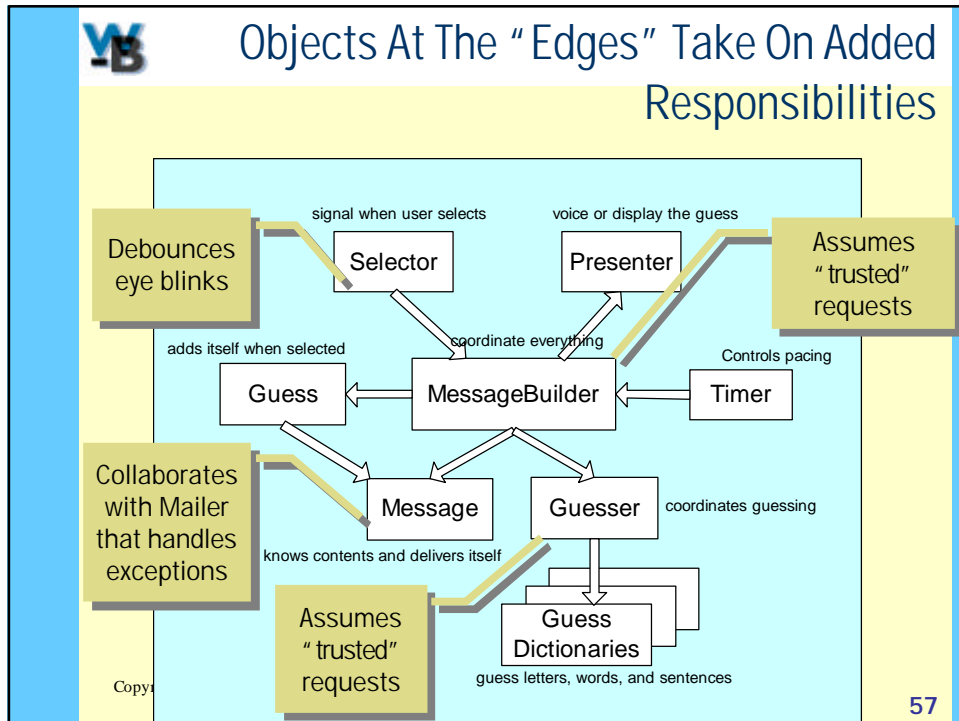 WB
Objects At The "Edges" Take On Added
Responsibilities
signal when user selects
voice or display the guess
Debounces
eye blinks
Selector
Presenter
Assumes
"trusted"
requests
adds itself when selected
coordinate everything
Controls pacing
Guess
MessageBuilder
Timer
Collaborates
with Mailer
that handles
exceptions
Message
Guesser
coordinates guessing
knows contents and delivers itself
Assumes
"trusted"
requests
Guess
Dictionaries
guess letters, words, and sentences
Copyr
57